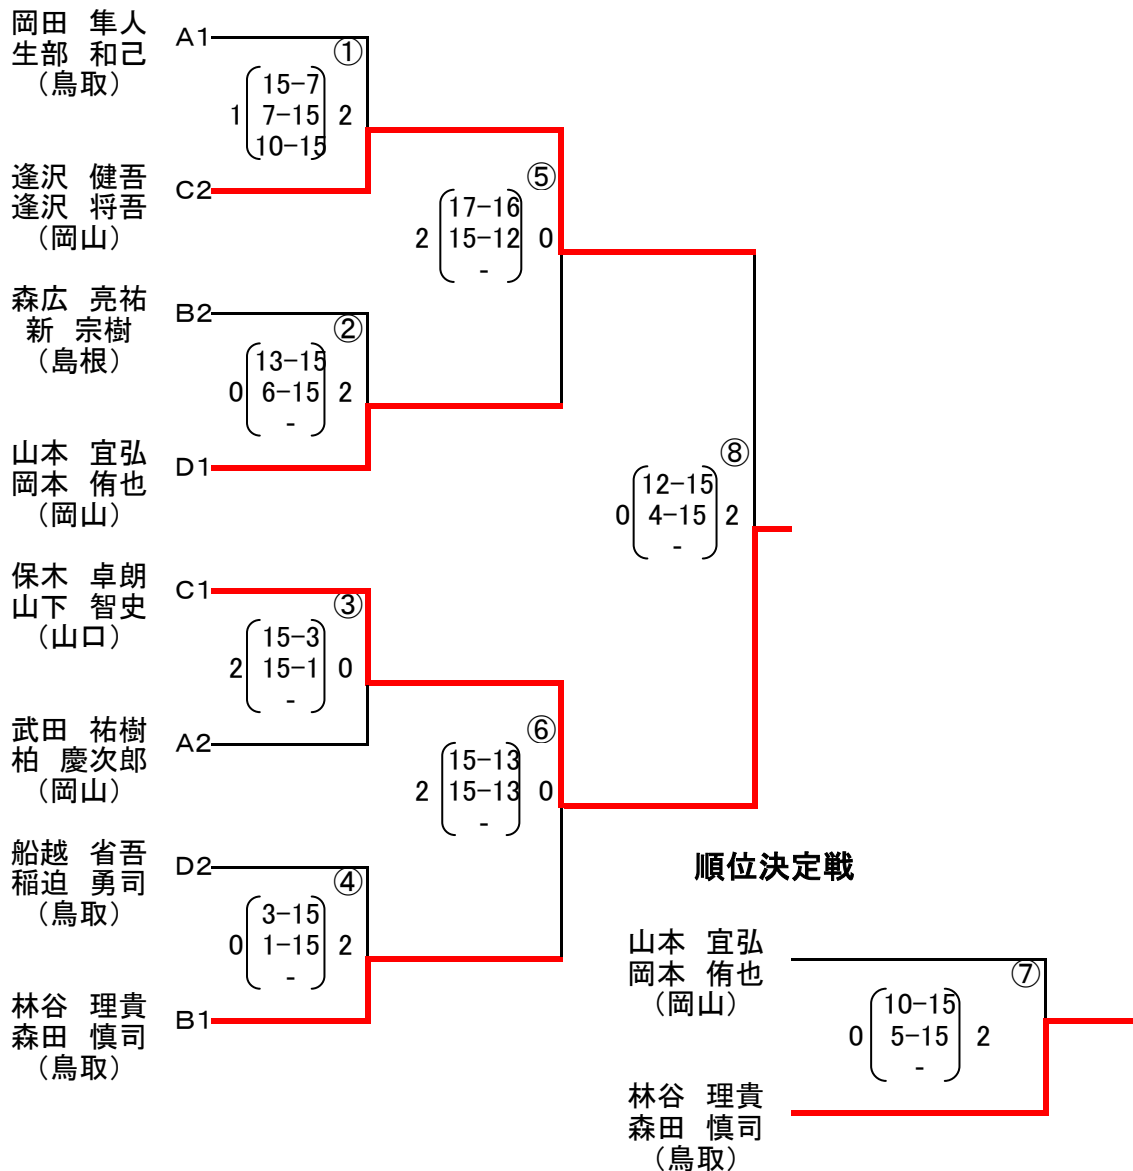 岡田 隼人
生部 和己
（鳥取）
A1
①
15-7
1 7-15 2
10-15
逢沢 健吾
逢沢 将吾
（岡山）
C2
⑤
17-16
2 15-12 0
-
森広 亮祐
新 宗樹
（島根）
B2
②
13-15
0 6-15 2
-
山本 宜弘
岡本 侑也
（岡山）
D1
⑧
12-15
0 4-15 2
-
保木 卓朗
山下 智史
（山口）
C1
③
15-3
2 15-1 0
-
武田 祐樹
柏 慶次郎
（岡山）
A2
⑥
15-13
2 15-13 0
-
船越 省吾
稲迫 勇司
（鳥取）
D2
④
3-15
0 1-15 2
-
林谷 理貴
森田 慎司
（鳥取）
B1
順位決定戦
山本 宜弘
岡本 侑也
（岡山）
⑦
10-15
0 5-15 2
-
林谷 理貴
森田 慎司
（鳥取）